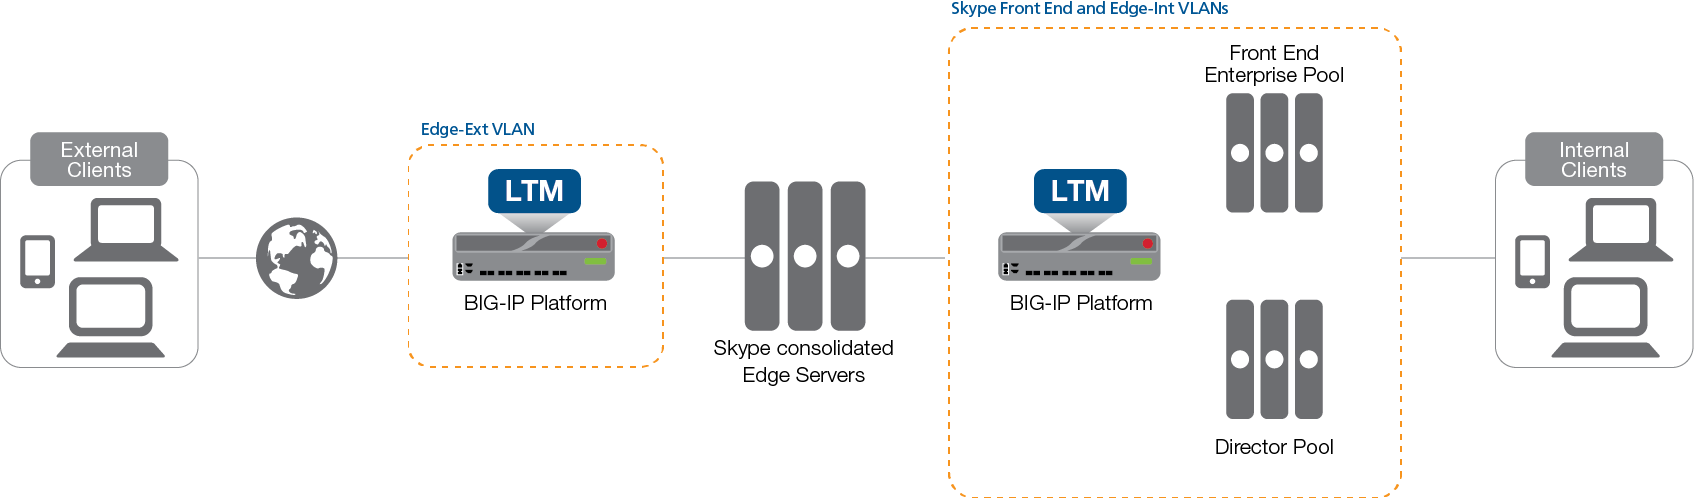 Skype Front End and Edge-Int VLANs
Front End
Enterprise Pool
Edge-Ext VLAN
External
Clients
LTM
BIG-IP Platform
Skype consolidated
Edge Servers
LTM
BIG-IP Platform
Director Pool
Internal
Clients